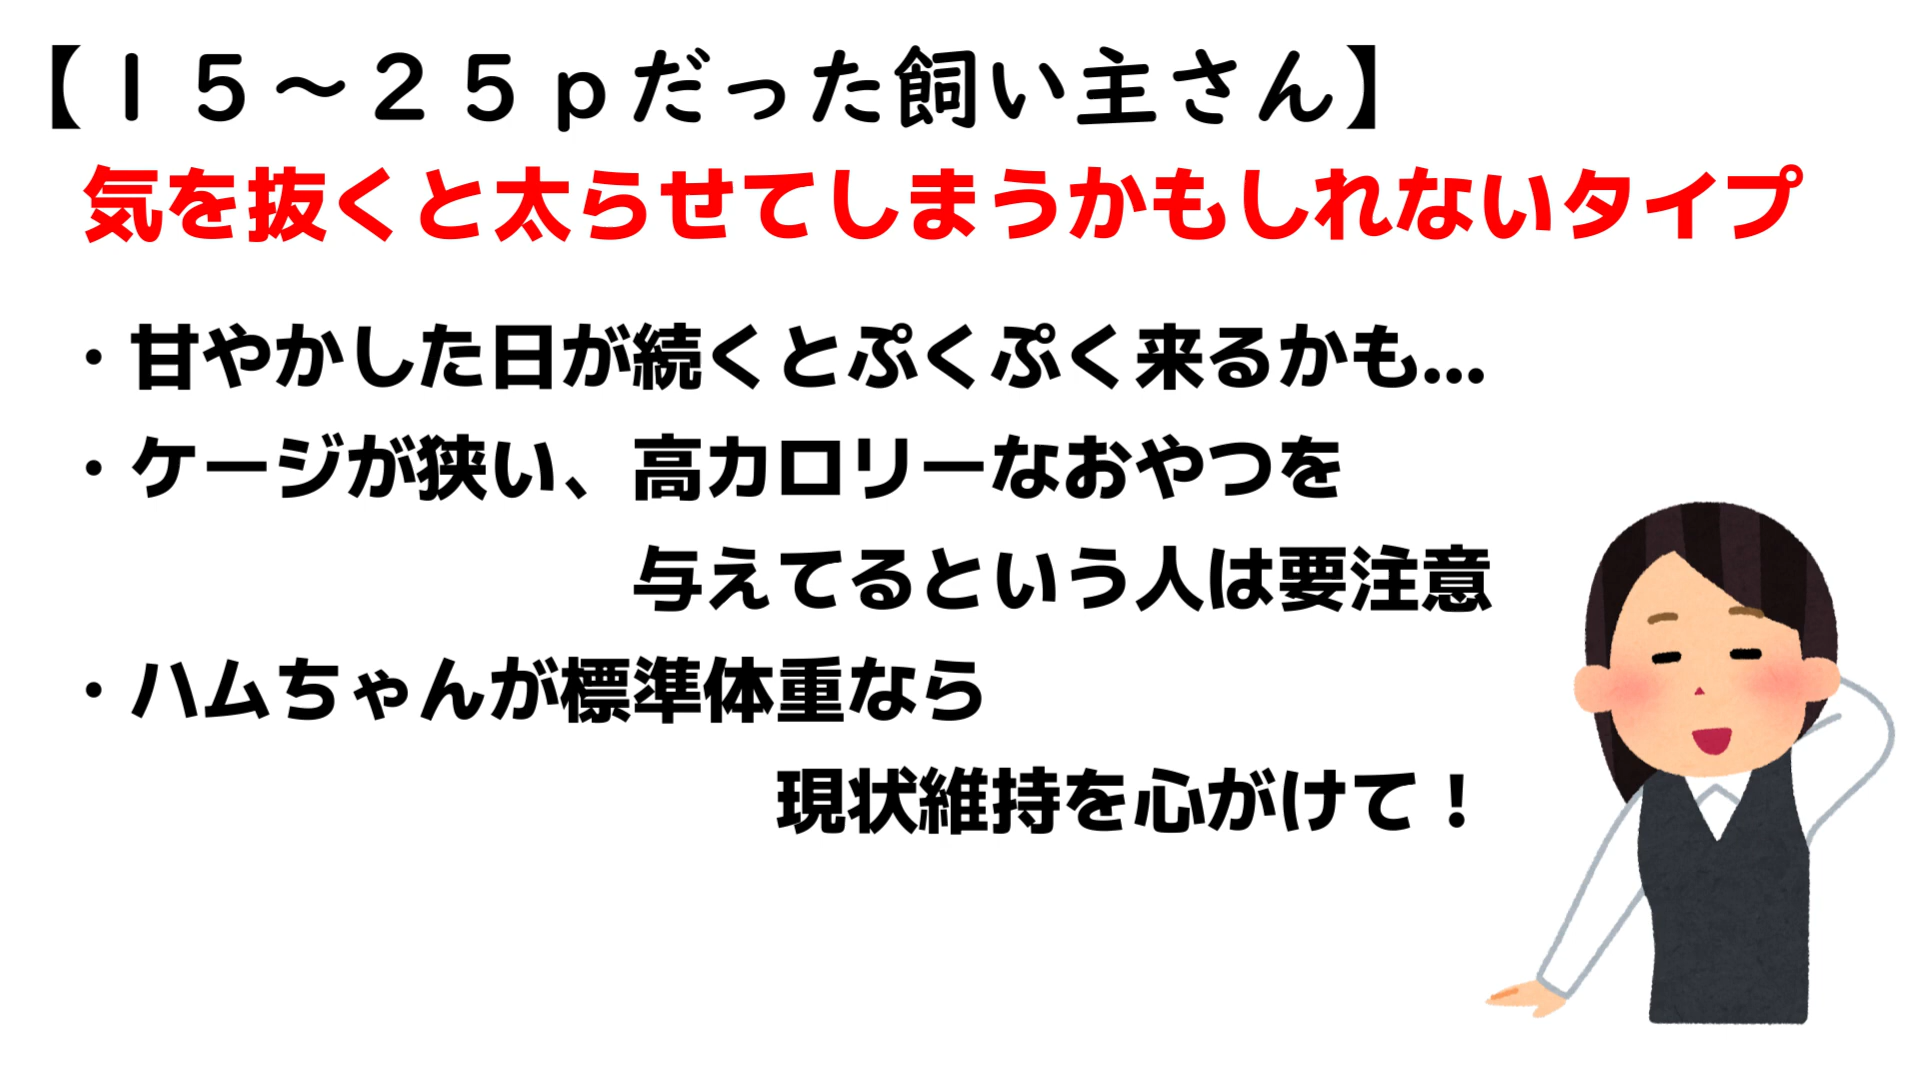 【１５～２５ｐだった飼い主さん】
気を抜くと太らせてしまうかもしれないタイプ
・甘やかした日が続くとぷくぷく来るかも...
・ケージが狭い、高カロリーなおやつを
与えてるという人は要注意
・ハムちゃんが標準体重なら
現状維持を心がけて！